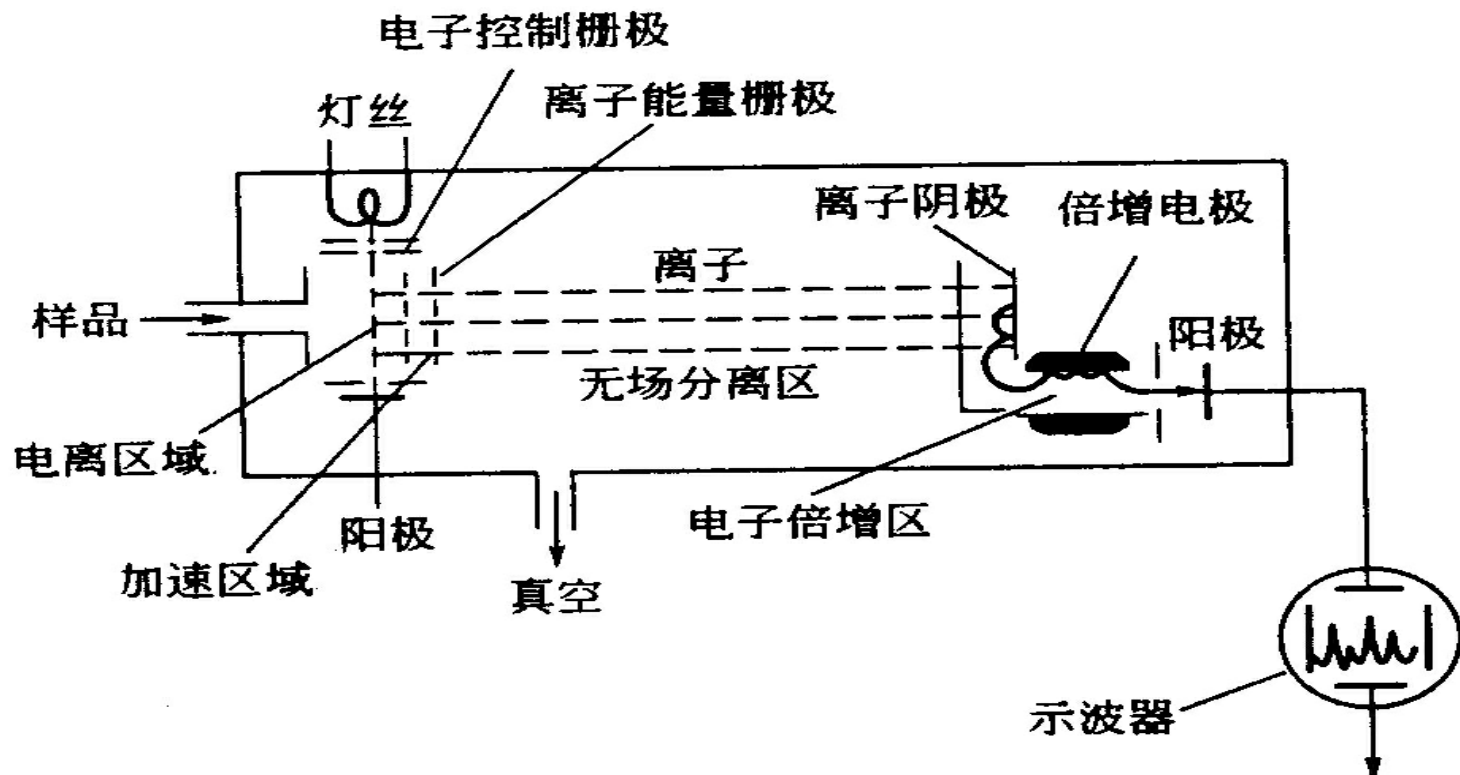 电子控制栅极
灯丝
离子能量栅极
离子阴极
倍增电极
离子
样品
阳极
无场分离区
电离区域
电子倍增区
阳极
加速区域
真空
示波器